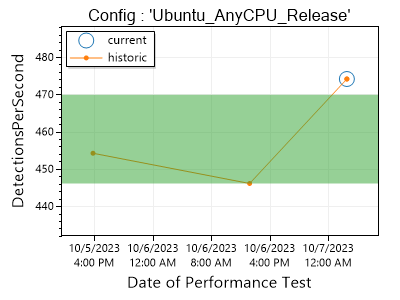 Config : 'Ubuntu_AnyCPU_Release'
current
historic
DetectionsPerSecond
480
470
460
450
440
10/5/2023 10/6/2023 10/6/2023 10/6/2023 10/7/2023
4:00 PM 12:00 AM 8:00 AM 4:00 PM 12:00 AM
Date of Performance Test